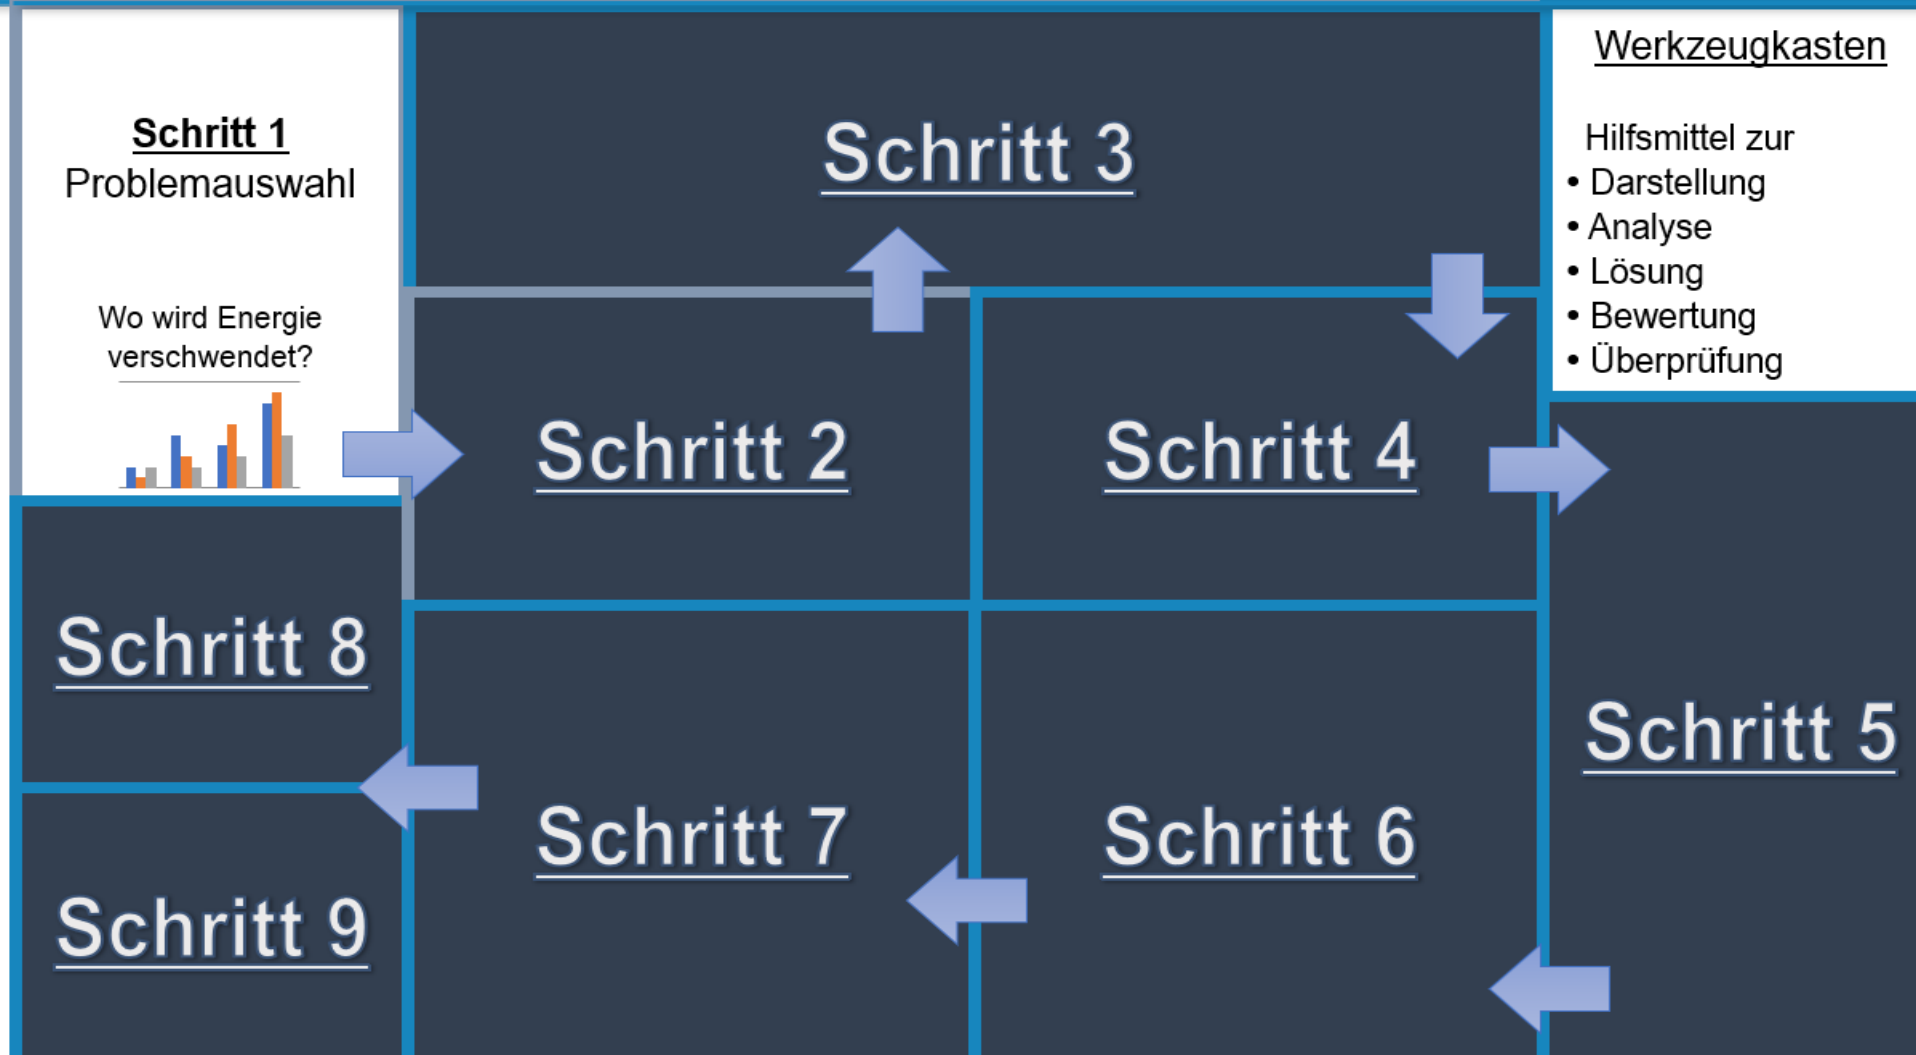 Schritt 1
Problemauswahl
Wo wird Energie
verschwendet?
Schritt 3
Werkzeugkasten
Hilfsmittel zur
• Darstellung
• Analyse
• Lösung
• Bewertung
• Überprüfung
Schritt 2
Schritt 4
Schritt 8
Schritt 5
Schritt 7
Schritt 6
Schritt 9